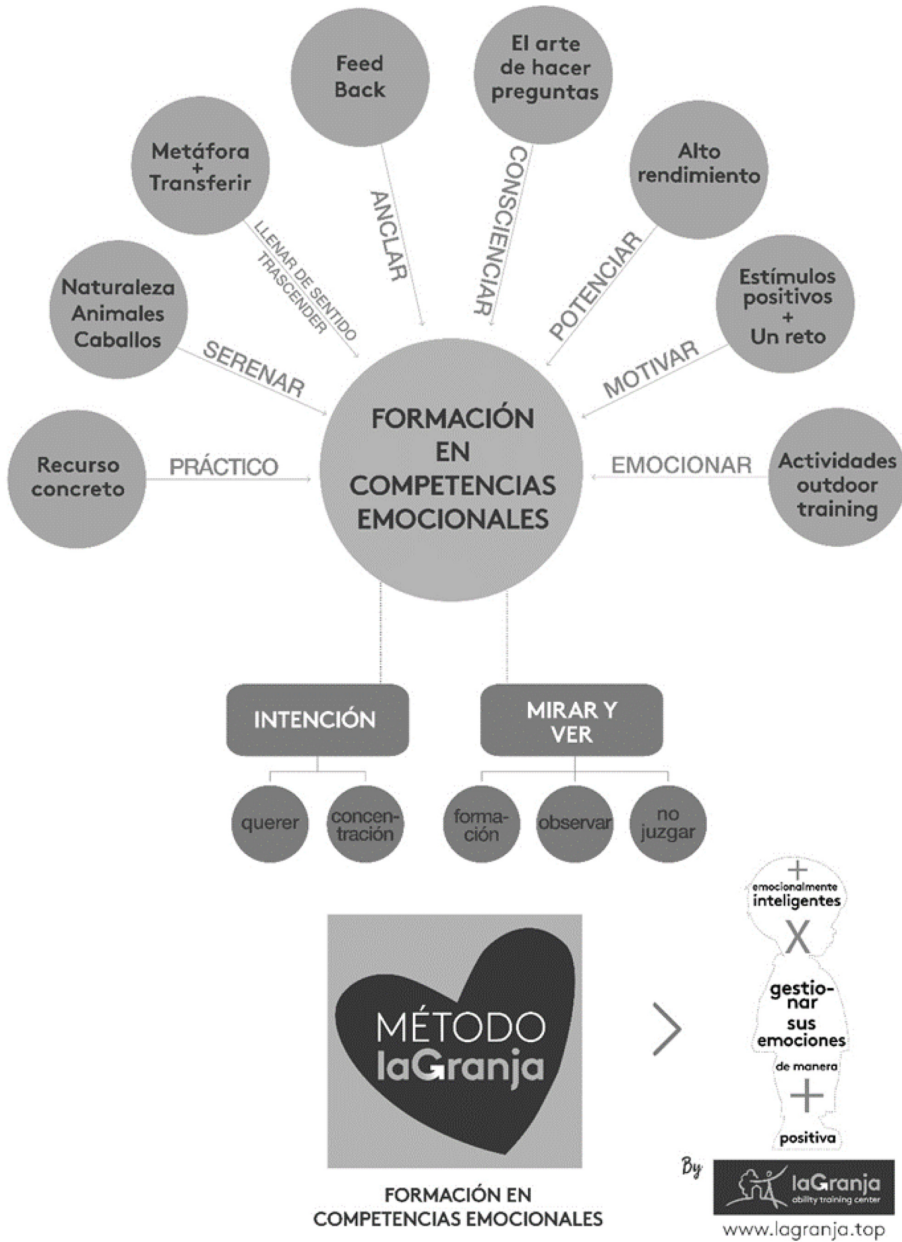 Feed
Back
El arte
de hacer
preguntas
Metáfora
+
Transferir
Alto
rendimiento
Naturaleza
Animales
Caballos
Estímulos
positivos
+
Un reto
Recurso
concreto
Actividades
outdoor
training
PRÁCTICO
SERENAR
LLENAR DE SENTIDO
TRASCENDER
ANCLAR
CONSCIENCIAR
POTENCIAR
MOTIVAR
EMOCIONAR
FORMACIÓN
EN
COMPETENCIAS
EMOCIONALES
INTENCIÓN
querer
concen-
tración
MIRAR Y
VER
forma-
ción
observar
no
juzgar
MÉTODO
laGranja
FORMACIÓN EN
COMPETENCIAS EMOCIONALES
>
+
emocionalmente
inteligentes
X
gestio-
nar
sus
emociones
de manera
+
positiva
By
laGranja
ability training center
www.lagranja.top